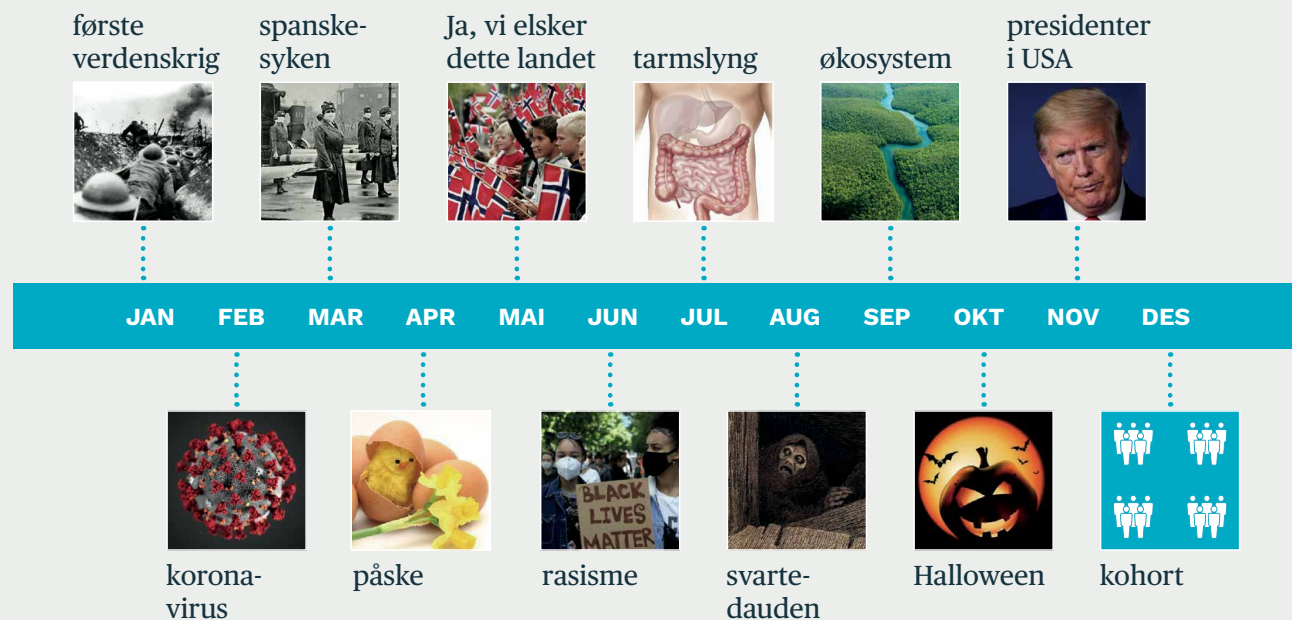 første
verdenskrig
spanske-
syken
Ja, vi elsker
dette landet
tarmslyng
økosystem
presidenter
i USA
JAN FEB MAR APR MAI JUN JUL AUG SEP OKT NOV DES
BLACK
LIVES
MATTER
korona-
virus
påske
rasisme
svarte-
dauden
Halloween
kohort